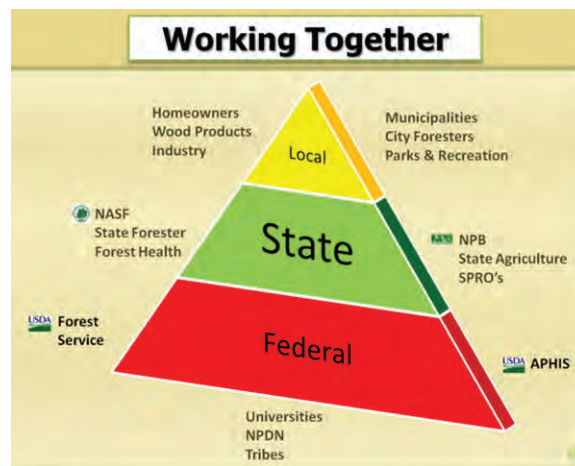 Working Together
Homeowners
Wood Products
Industry
Local
Municipalities
City Foresters
Parks & Recreation
NASF
State Forester
Forest Health
State
NPB
State Agriculture
SPRO's
USDA
Forest
Service
Federal
USDA
APHIS
Universities
NPDN
Tribes